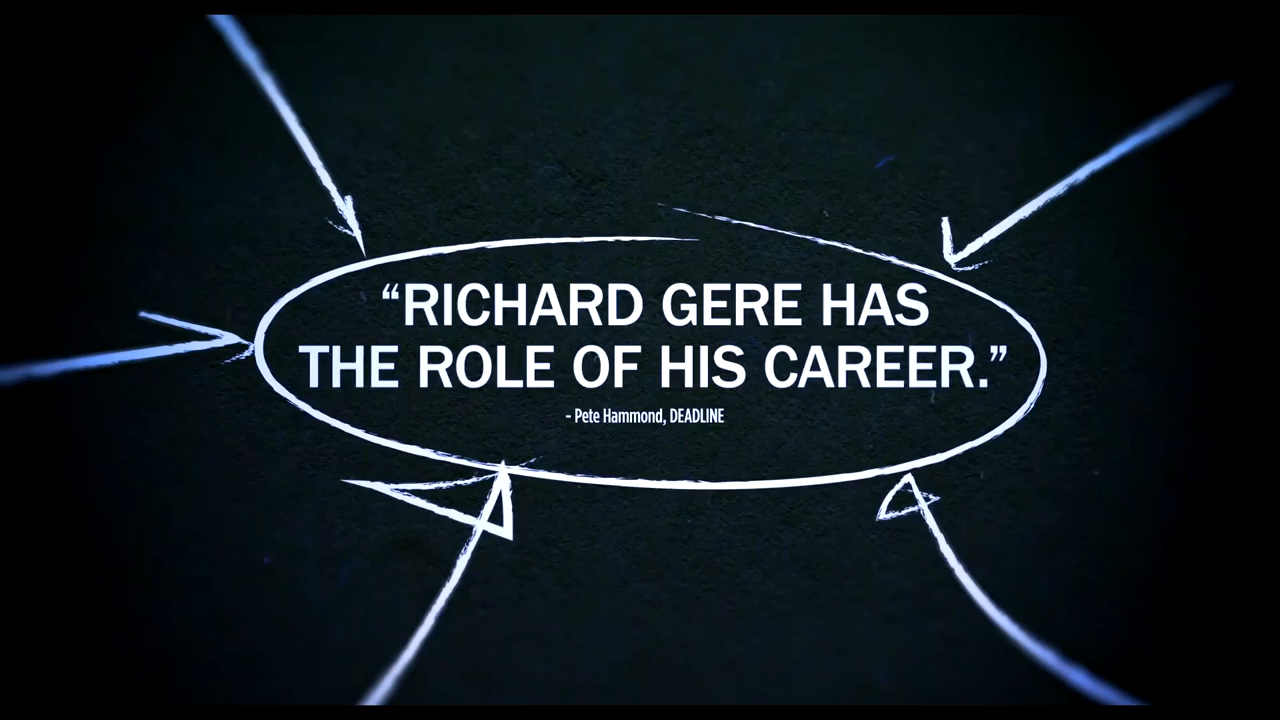 “RICHARD GERE HAS
THE ROLE OF HIS CAREER.”
- Pete Hammond, DEADLINE